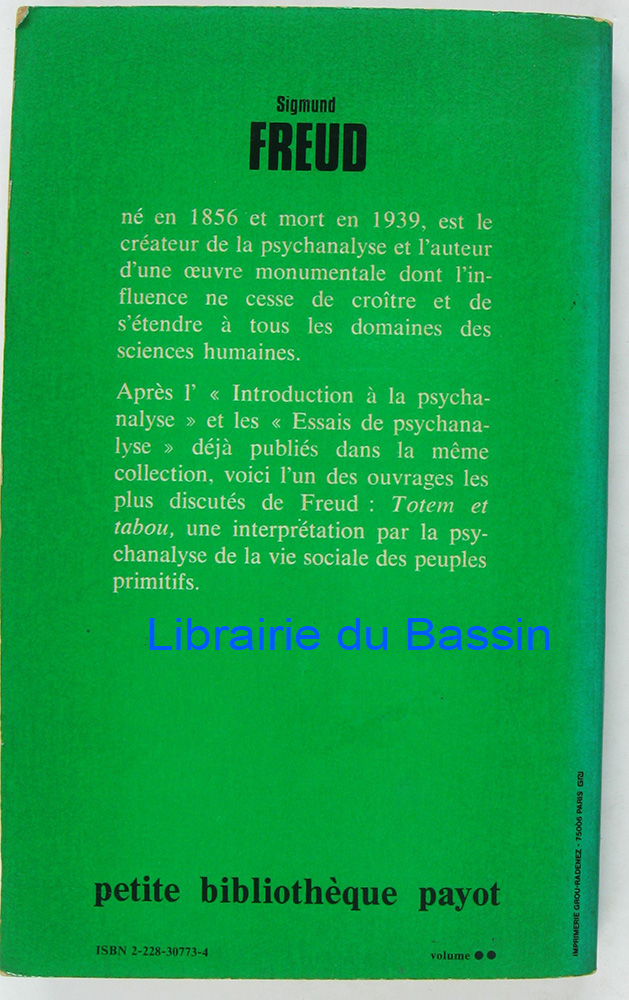 Sigmund
FREUD
né en 1856 et mort en 1939, est le
créateur de la psychanalyse et l'auteur
d'une œuvre monumentale dont l'in-
fluence ne cesse de croître et de
s'étendre à tous les domaines des
sciences humaines.
Après l' « Introduction à la psycha-
nalyse » et les « Essais de psychana-
lyse » déjà publiés dans la même
collection, voici l'un des ouvrages les
plus discutés de Freud : Totem et
tabou, une interprétation par la psy-
chanalyse de la vie sociale des peuples
primitifs.
Librairie du Bassin
petite bibliothèque payot
ISBN 2-228-30773-4
volume ●●
IMPRIMERIE GROU-RADENEZ - 75006 PARIS